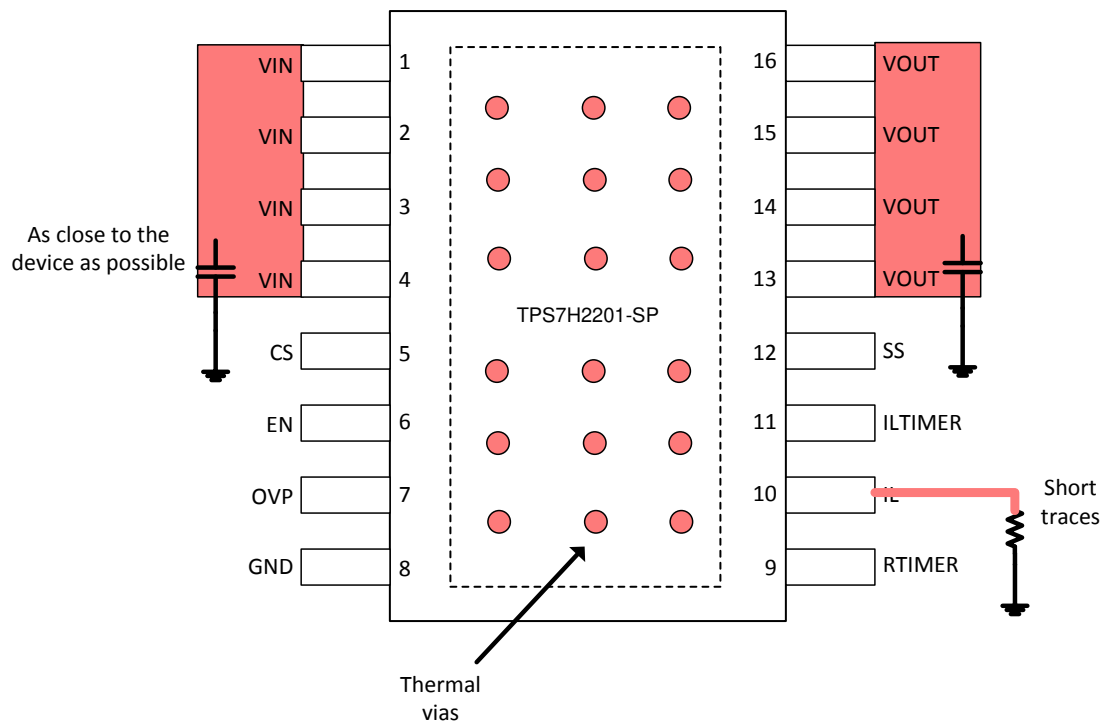 VIN 1 16 VOUT
VIN 2 15 VOUT
VIN 3 14 VOUT
As close to the
device as possible
VIN 4 13 VOUT
TPS7H2201-SP
CS 5 12 SS
EN 6 11 ILTIMER
OVP 7 10 IL
Short
traces
GND 8 9 RTIMER
Thermal
vias